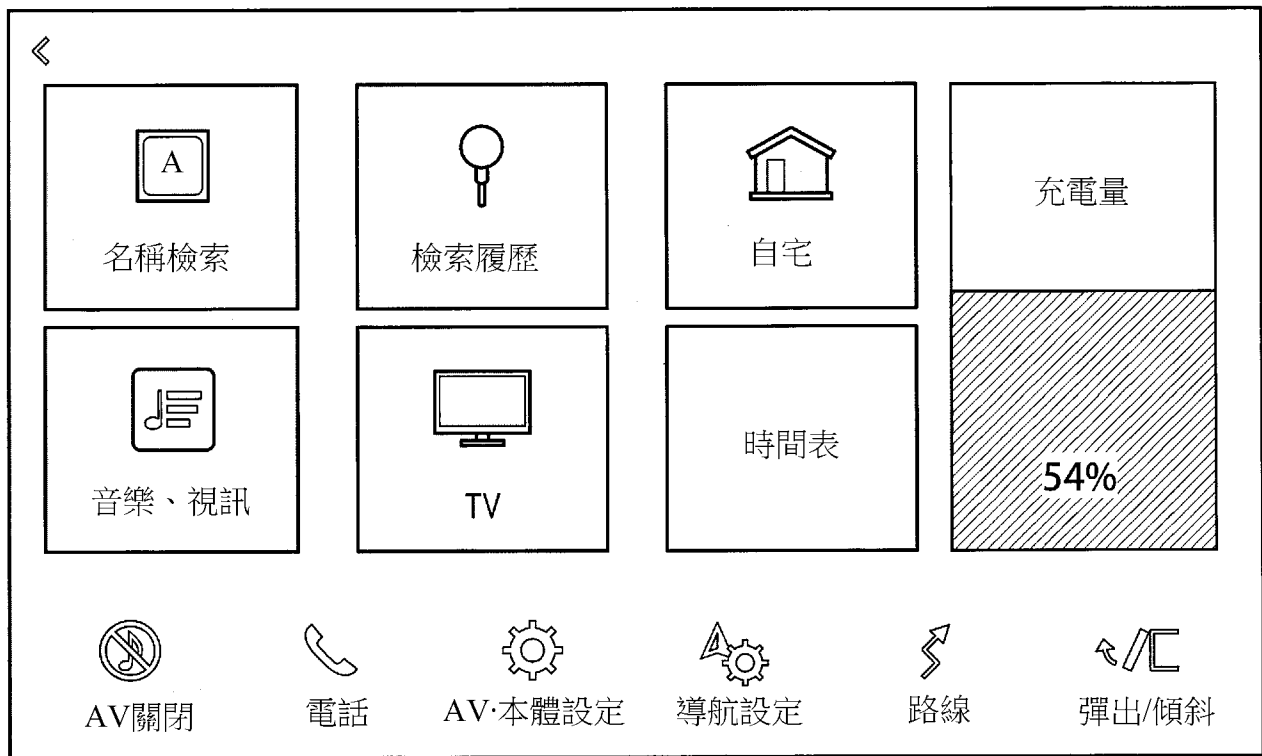 A
名稱檢索
檢索履歷
自宅
充電量
音樂、視訊
TV
時間表
54%
AV關閉
電話
AV·本體設定
導航設定
路線
彈出/傾斜